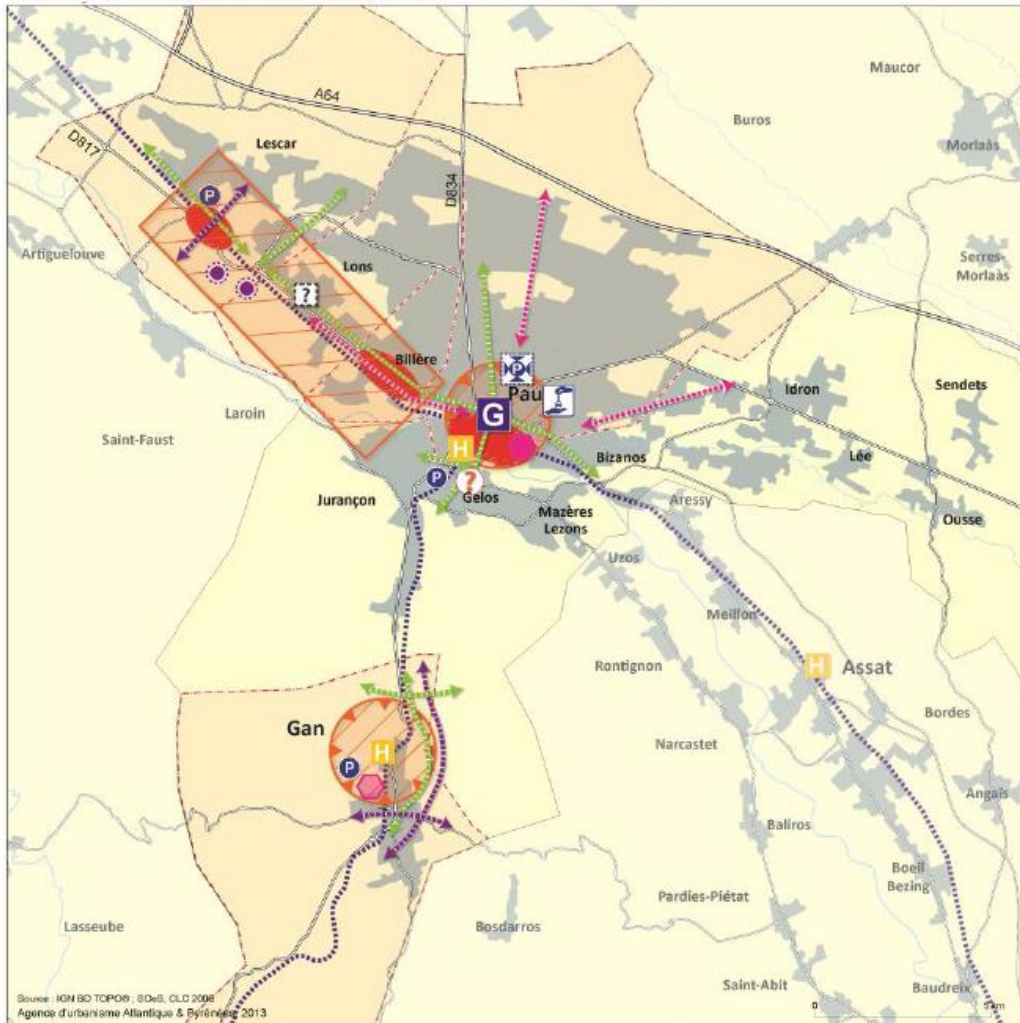 Maucor
A64
Buros
Morlaàs
D817
Lescar
D834
P
Artiguelouve
Lons
Serres-
Morlaàs
?
Billère
P
Pau
Idron
Sendets
G
Laroin
Saint-Faust
H
Bizanos
Lée
P
?
Gelos
Jurançon
Mazères
Lezons
Aressy
Ousse
Uzos
Meillon
Rontignon
H
Assat
Bordes
Gan
Narcastet
H
P
Angaïs
Baliros
Boeil
Bezing
Pardies-Piétat
Lasseube
Bosdarros
Saint-Abit
Baudreix
Source : IGN BD TOPO® ; SOeS, CLC 2006
0
km
Agence d'urbanisme Atlantique & Pyrénées, 2013